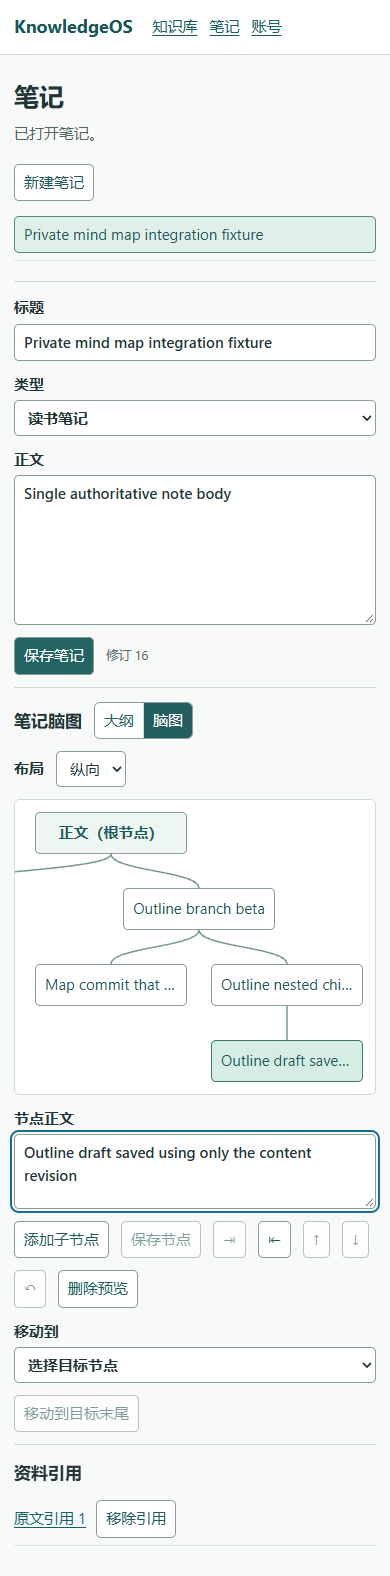 KnowledgeOS 知识库 笔记 账号
笔记
已打开笔记。
新建笔记
Private mind map integration fixture
标题
Private mind map integration fixture
类型
读书笔记
正文
Single authoritative note body
保存笔记 修订 16
笔记脑图 大纲 脑图
布局 纵向
正文（根节点）
Outline branch beta
Map commit that ... Outline nested chi...
Outline draft save...
节点正文
Outline draft saved using only the content
revision
添加子节点 保存节点 ⇥ ⇤ ↑ ↓
↶ 删除预览
移动到
选择目标节点
移动到目标末尾
资料引用
原文引用 1 移除引用